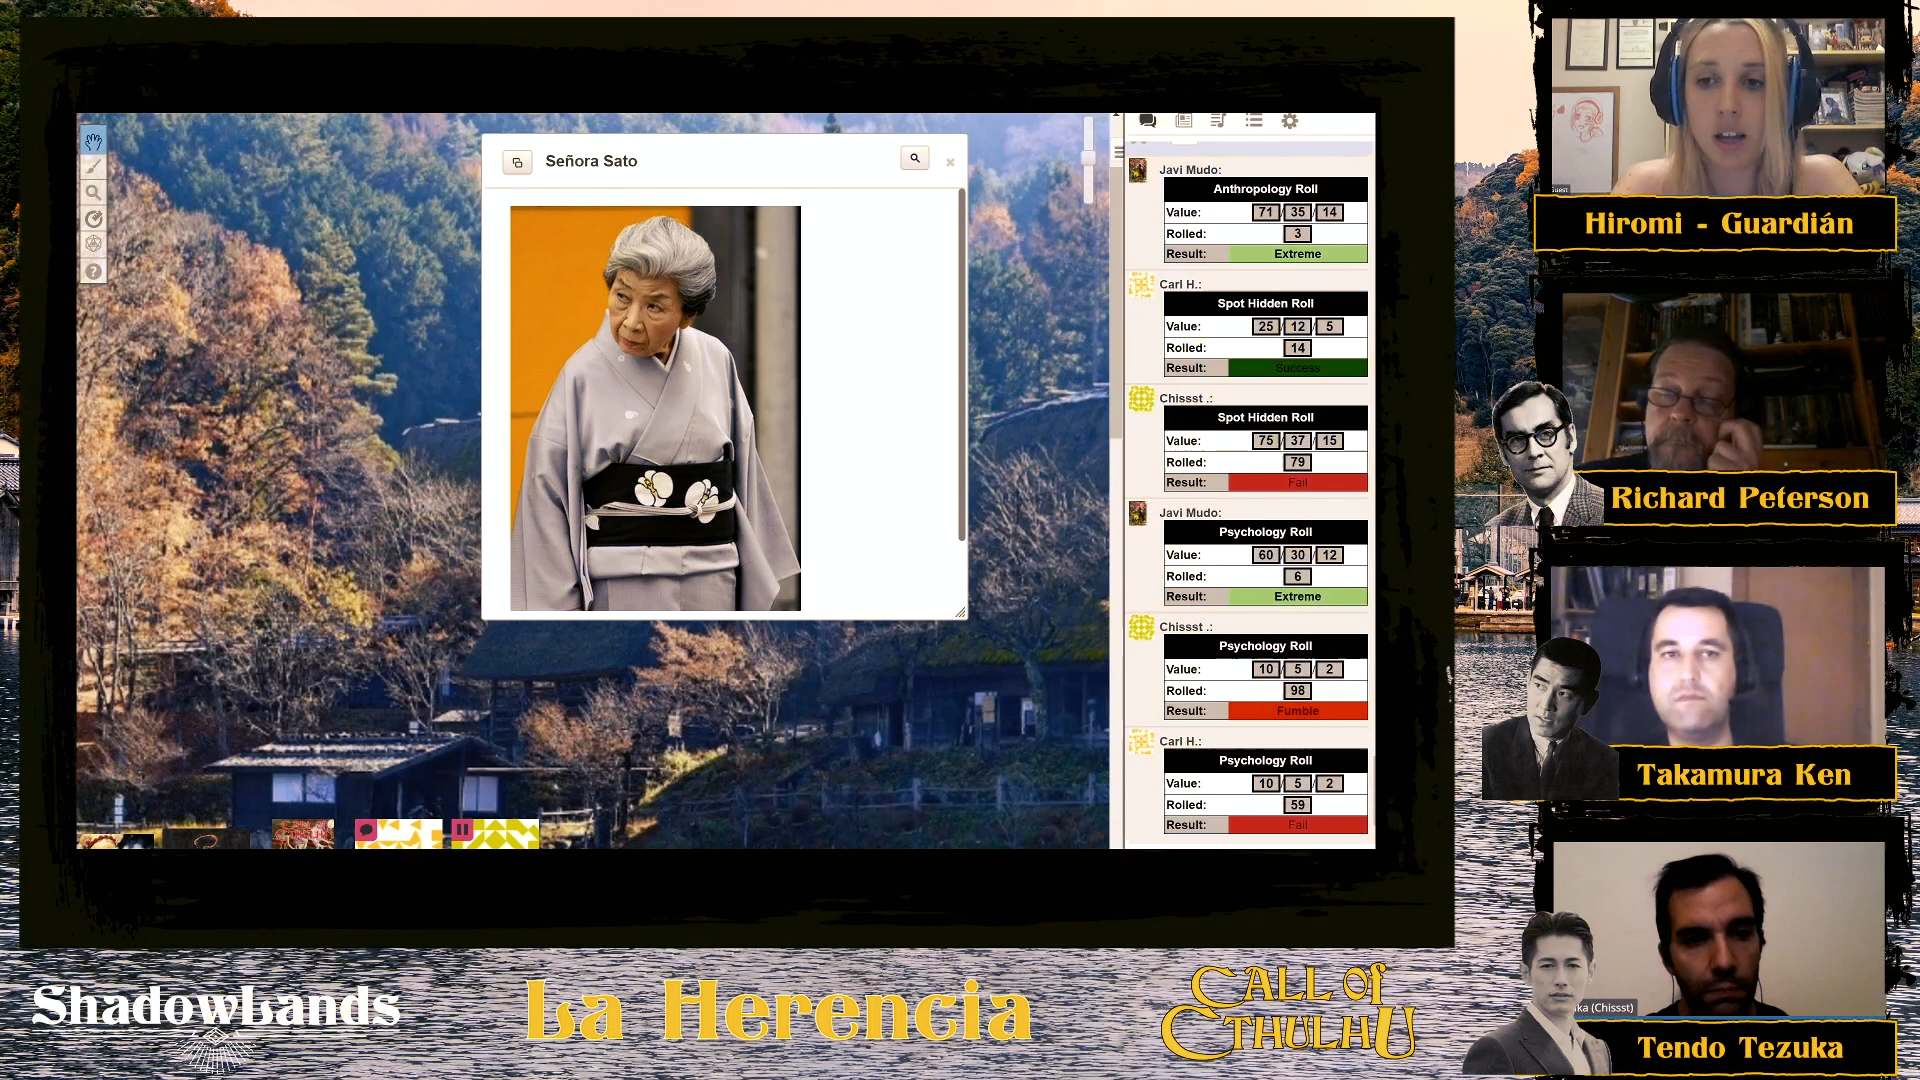 Señora Sato
Javi Mudo:
Anthropology Roll
Value: 71 35 14
Rolled: 3
Result: Extreme
Carl H.:
Spot Hidden Roll
Value: 25 12 5
Rolled: 14
Result: Success
Chissst .:
Spot Hidden Roll
Value: 75 37 15
Rolled: 79
Result: Fail
Javi Mudo:
Psychology Roll
Value: 60 30 12
Rolled: 6
Result: Extreme
Chissst .:
Psychology Roll
Value: 10 5 2
Rolled: 98
Result: Fumble
Carl H.:
Psychology Roll
Value: 10 5 2
Rolled: 59
Result: Fail
Hiromi - Guardián
Richard Peterson
Takamura Ken
(Chissst)
Tendo Tezuka
ShadowLands
La Herencia
CALL of
CTHULHU